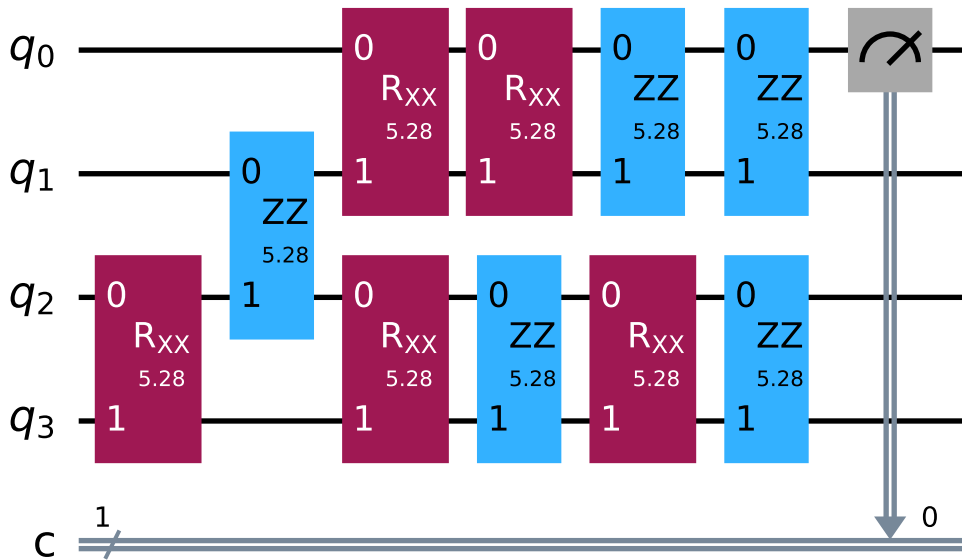 q0
0 0 0 0
RXX RXX ZZ ZZ
5.28 5.28 5.28 5.28
q1
0 1 1 1 1
ZZ
5.28
q2
0 1 0 0 0 0
RXX RXX ZZ RXX ZZ
5.28 5.28 5.28 5.28 5.28
q3
1 1 1 1 1
1 0
c